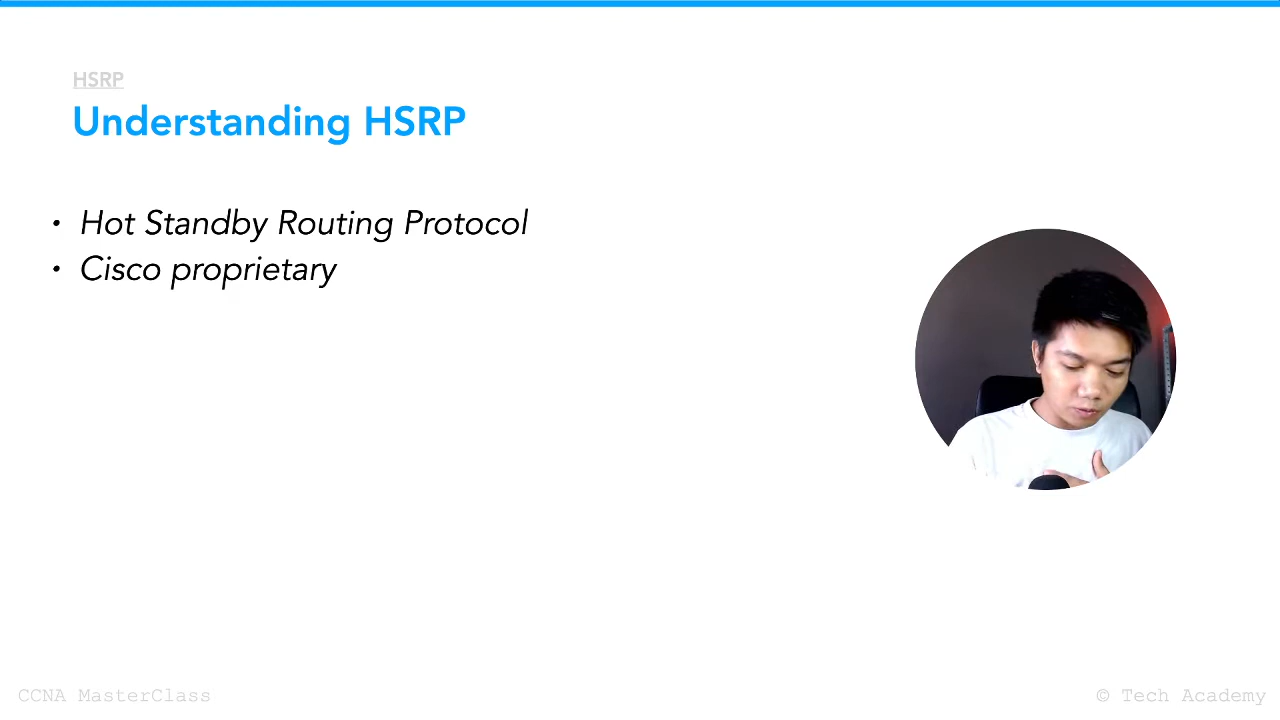 HSRP
Understanding HSRP
• Hot Standby Routing Protocol
• Cisco proprietary
CCNA MasterClass
© Tech Academy